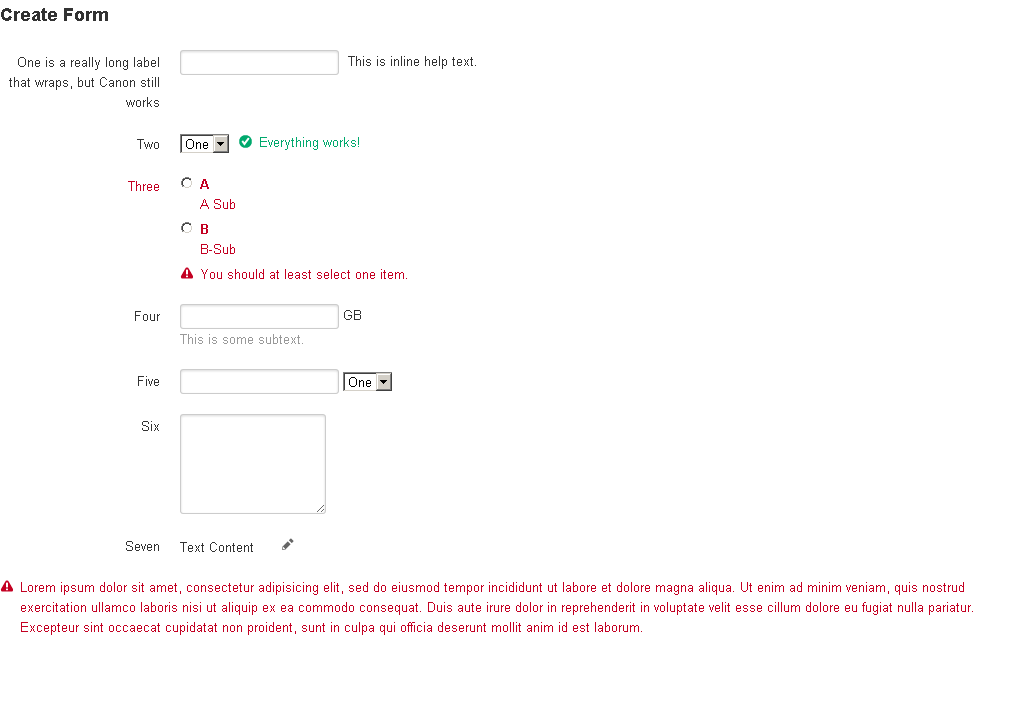 Create Form
One is a really long label
that wraps, but Canon still
works
This is inline help text.
Two
One
Everything works!
Three
A
A Sub
B
B-Sub
You should at least select one item.
Four
GB
This is some subtext.
Five
One
Six
Seven
Text Content
Lorem ipsum dolor sit amet, consectetur adipisicing elit, sed do eiusmod tempor incididunt ut labore et dolore magna aliqua. Ut enim ad minim veniam, quis nostrud
exercitation ullamco laboris nisi ut aliquip ex ea commodo consequat. Duis aute irure dolor in reprehenderit in voluptate velit esse cillum dolore eu fugiat nulla pariatur.
Excepteur sint occaecat cupidatat non proident, sunt in culpa qui officia deserunt mollit anim id est laborum.